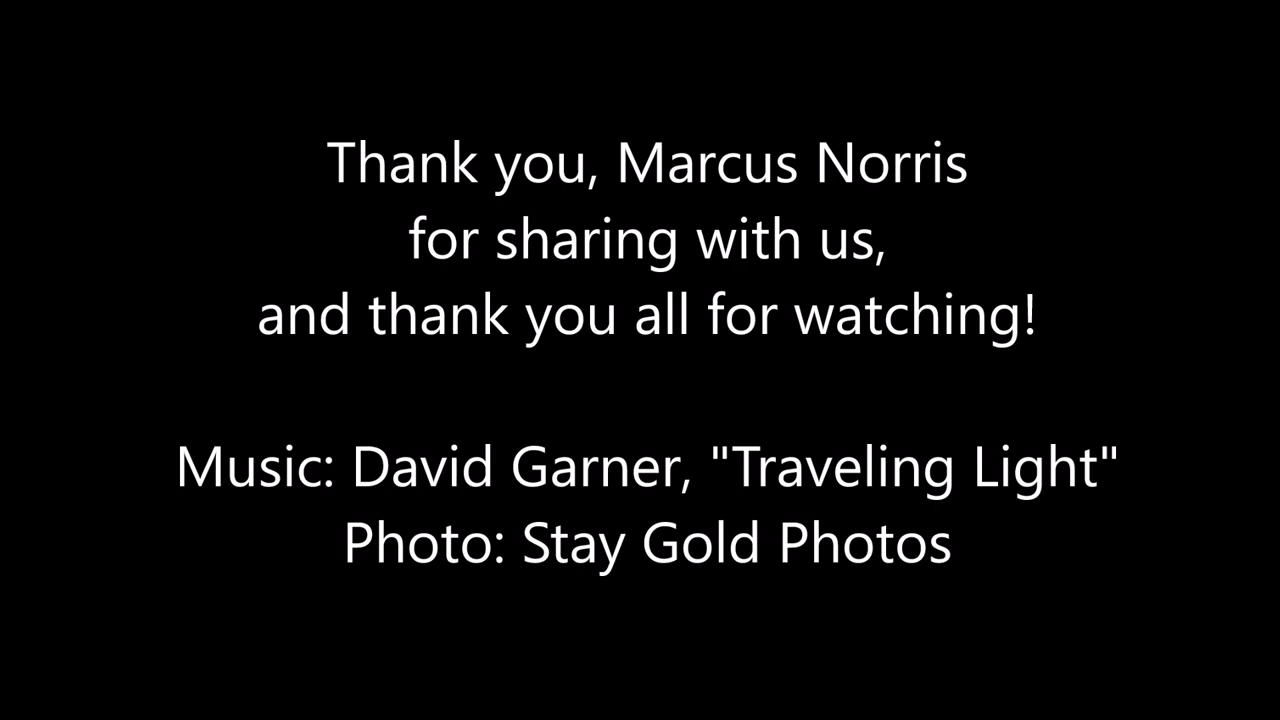 Thank you, Marcus Norris
for sharing with us,
and thank you all for watching!
Music: David Garner, "Traveling Light"
Photo: Stay Gold Photos